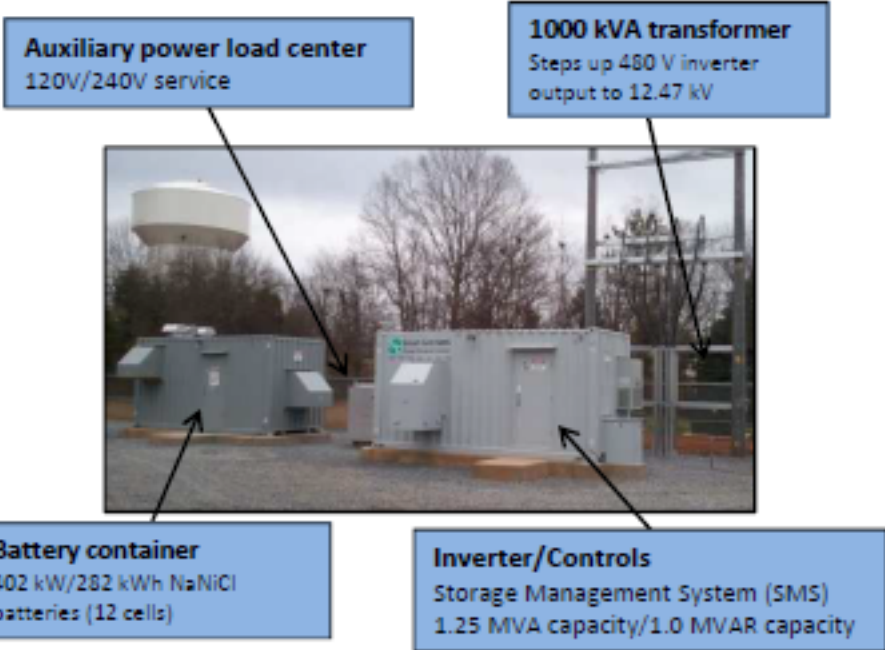 Auxiliary power load center
120V/240V service
1000 kVA transformer
Steps up 480 V inverter
output to 12.47 kV
Battery container
402 kW/282 kWh NaNiCl
batteries (12 cells)
Inverter/Controls
Storage Management System (SMS)
1.25 MVA capacity/1.0 MVAR capacity